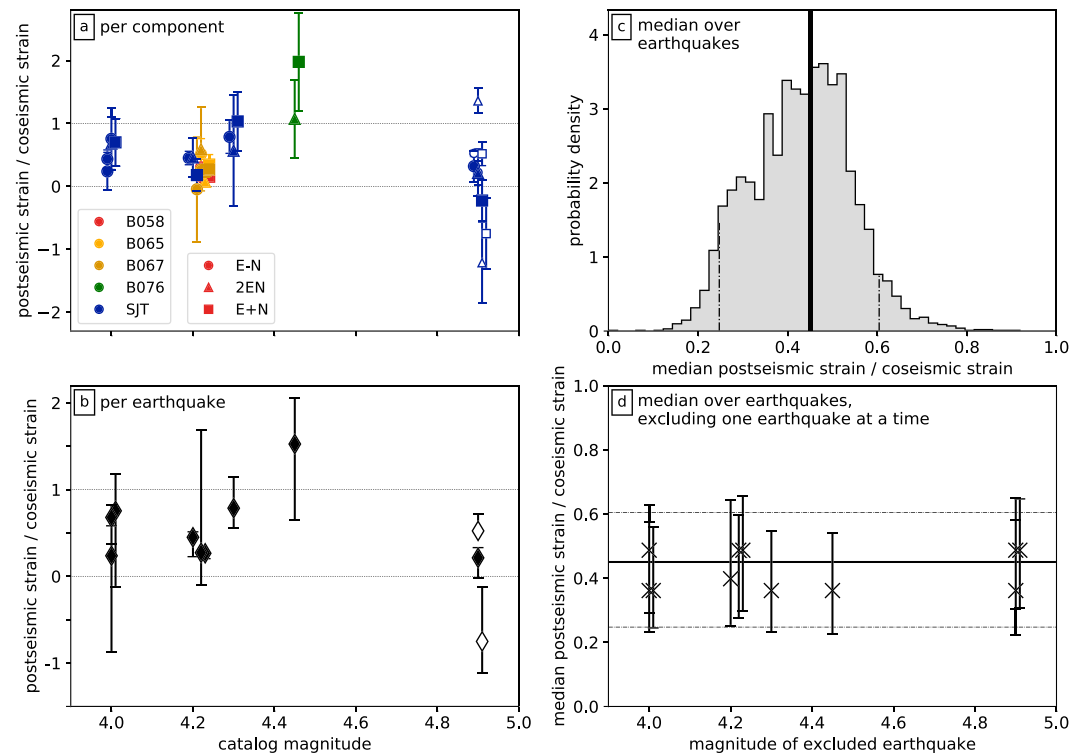 a per component
2
1
0
−1
−2
postseismic strain / coseismic strain
B058
B065
B067
B076
SJT
E-N
2EN
E+N
c median over
earthquakes
4
3
2
1
0
probability density
0.0 0.2 0.4 0.6 0.8 1.0
median postseismic strain / coseismic strain
b per earthquake
2
1
0
-1
postseismic strain / coseismic strain
4.0 4.2 4.4 4.6 4.8 5.0
catalog magnitude
d median over earthquakes,
excluding one earthquake at a time
1.0
0.8
0.6
0.4
0.2
0.0
median postseismic strain / coseismic strain
4.0 4.2 4.4 4.6 4.8 5.0
magnitude of excluded earthquake